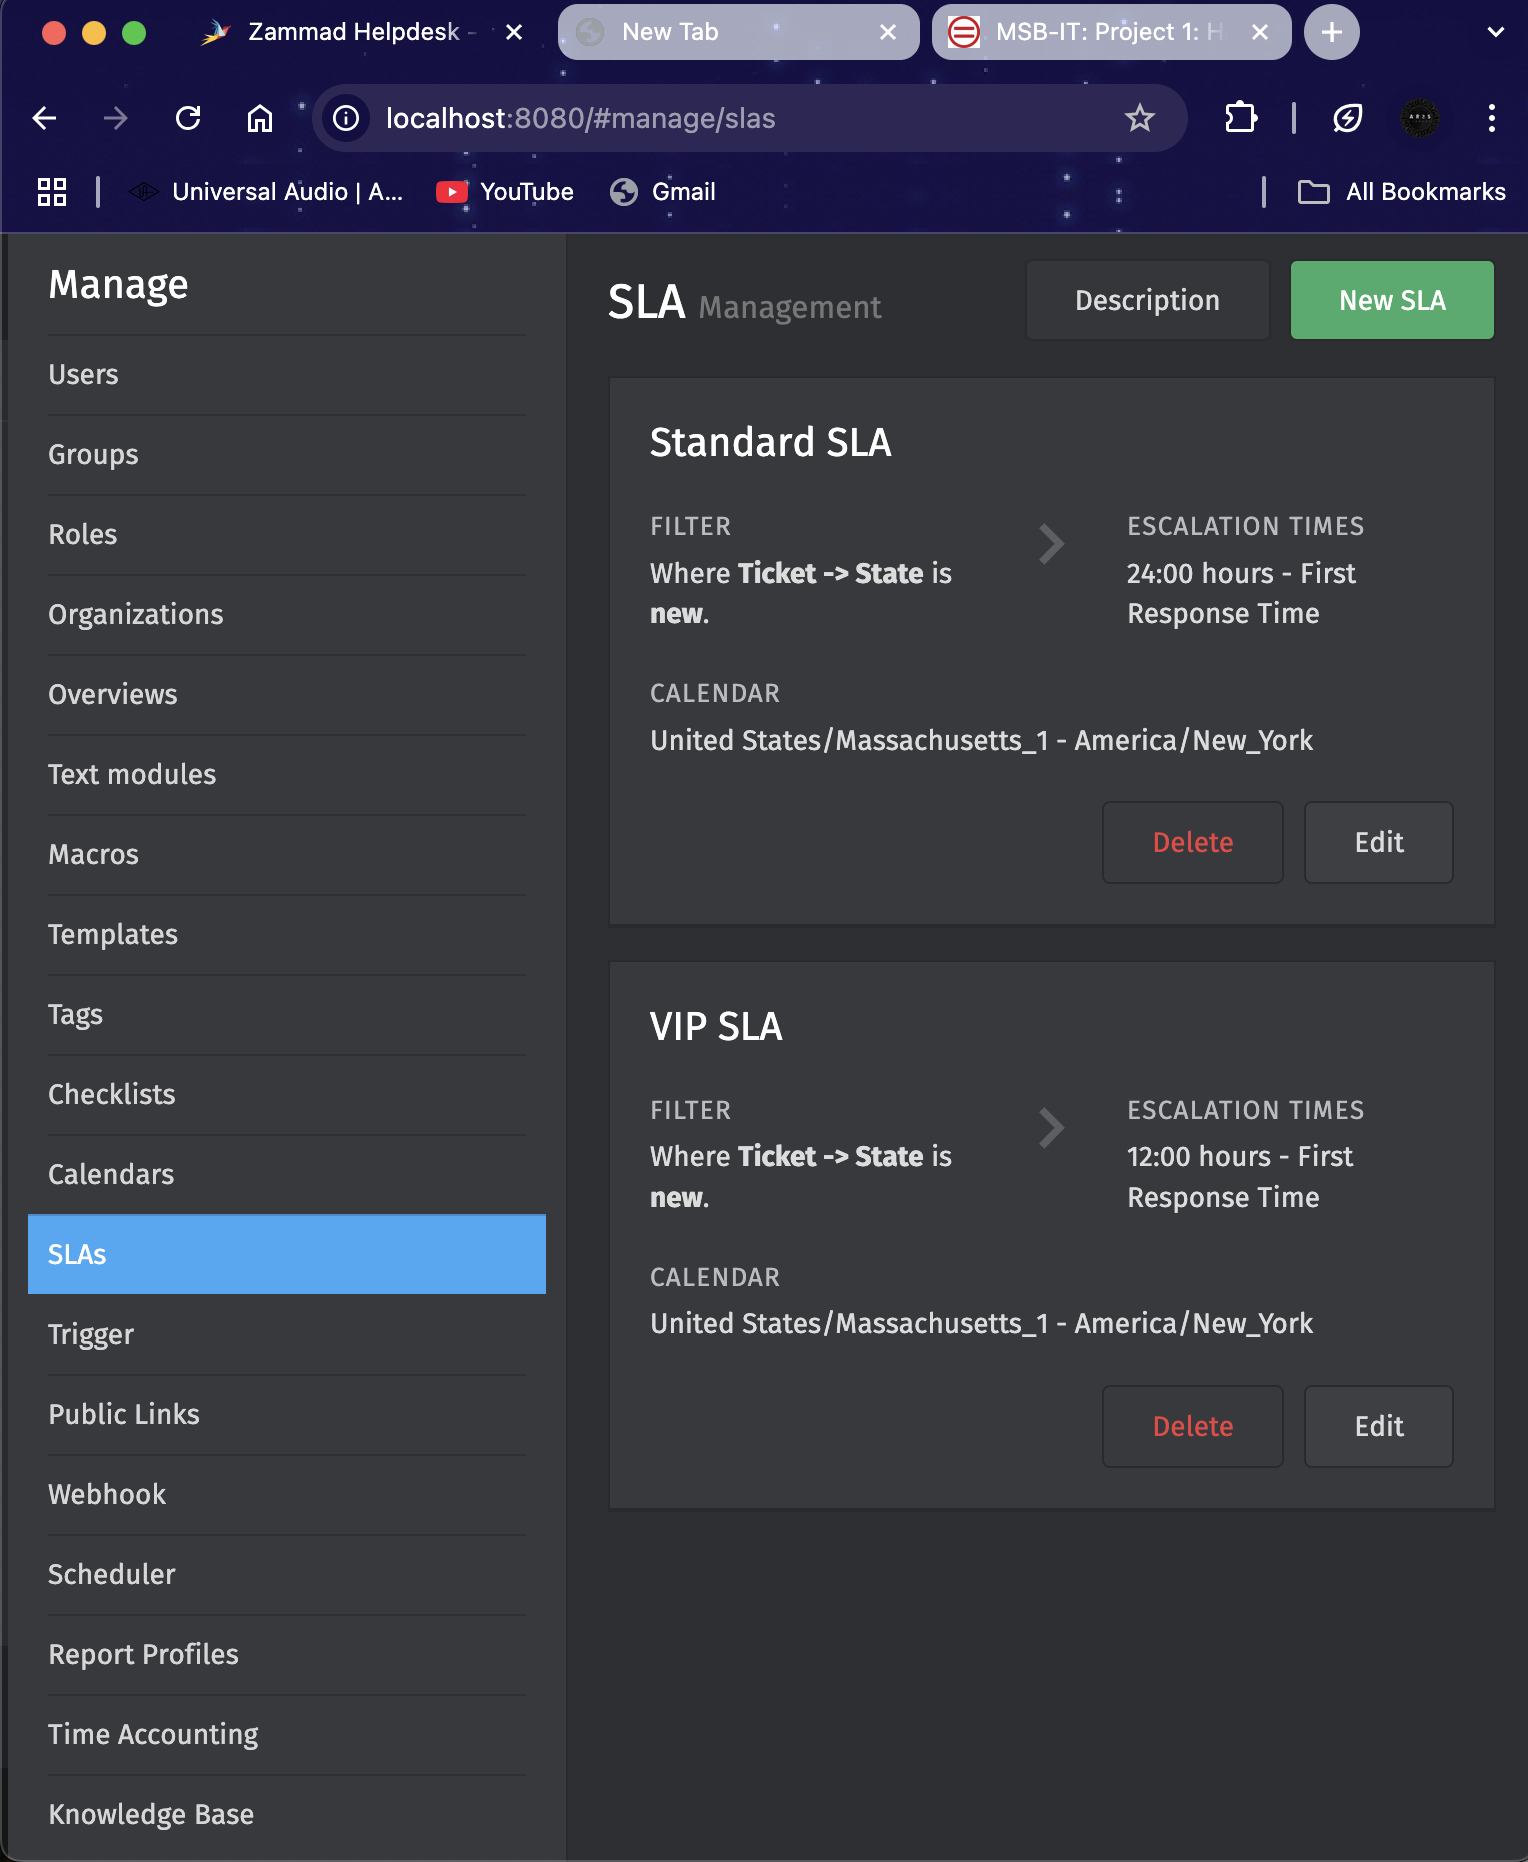 Zammad Helpdesk -
New Tab
MSB-IT: Project 1: H
localhost:8080/#manage/slas
Universal Audio | A...
YouTube
Gmail
All Bookmarks
Manage
Users
Groups
Roles
Organizations
Overviews
Text modules
Macros
Templates
Tags
Checklists
Calendars
SLAs
Trigger
Public Links
Webhook
Scheduler
Report Profiles
Time Accounting
Knowledge Base
SLA Management
Description
New SLA
Standard SLA
FILTER
Where Ticket -> State is
new.
ESCALATION TIMES
24:00 hours - First
Response Time
CALENDAR
United States/Massachusetts_1 - America/New_York
Delete
Edit
VIP SLA
FILTER
Where Ticket -> State is
new.
ESCALATION TIMES
12:00 hours - First
Response Time
CALENDAR
United States/Massachusetts_1 - America/New_York
Delete
Edit